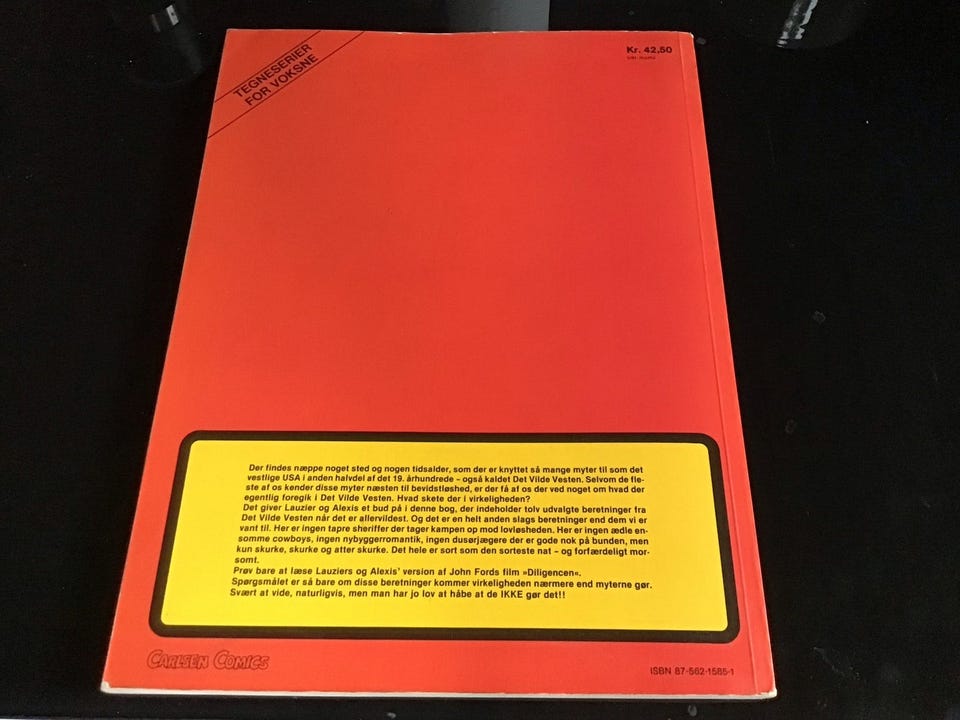 TEGNESERIER
FOR VOKSNE
Kr. 42,50
inkl. moms
Der findes næppe noget sted og nogen tidsalder, som der er knyttet så mange myter til som det
vestlige USA i anden halvdel af det 19. århundrede – også kaldet Det Vilde Vesten. Selvom de fle-
ste af os kender disse myter næsten til bevidstløshed, er der få af os der ved noget om hvad der
egentlig foregik i Det Vilde Vesten. Hvad skete der i virkeligheden?
Det giver Lauzier og Alexis et bud på i denne bog, der indeholder tolv udvalgte beretninger fra
Det Vilde Vesten når det er allervildest. Og det er en helt anden slags beretninger end dem vi er
vant til. Her er ingen tapre sheriffer der tager kampen op mod lovløsheden. Her er ingen ædle en-
somme cowboys, ingen nybyggerromantik, ingen dusørjægere der er gode nok på bunden, men
kun skurke, skurke og atter skurke. Det hele er sort som den sorteste nat – og forfærdeligt mor-
somt.
Prøv bare at læse Lauziers og Alexis' version af John Fords film »Diligencen«.
Spørgsmålet er så bare om disse beretninger kommer virkeligheden nærmere end myterne gør.
Svært at vide, naturligvis, men man har jo lov at håbe at de IKKE gør det!!
CARLSEN COMICS
ISBN 87-562-1585-1